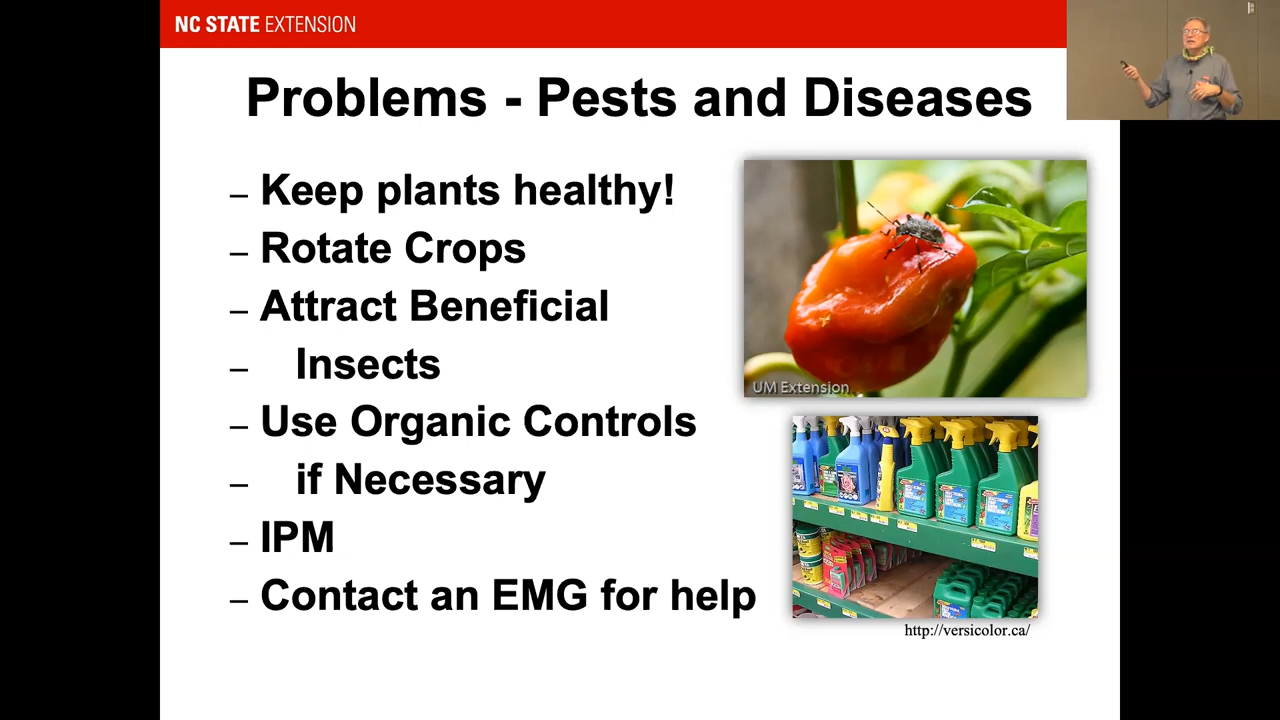 NC STATE EXTENSION
Problems - Pests and Diseases
– Keep plants healthy!
– Rotate Crops
– Attract Beneficial
– Insects
– Use Organic Controls
– if Necessary
– IPM
– Contact an EMG for help
UM Extension
http://versicolor.ca/